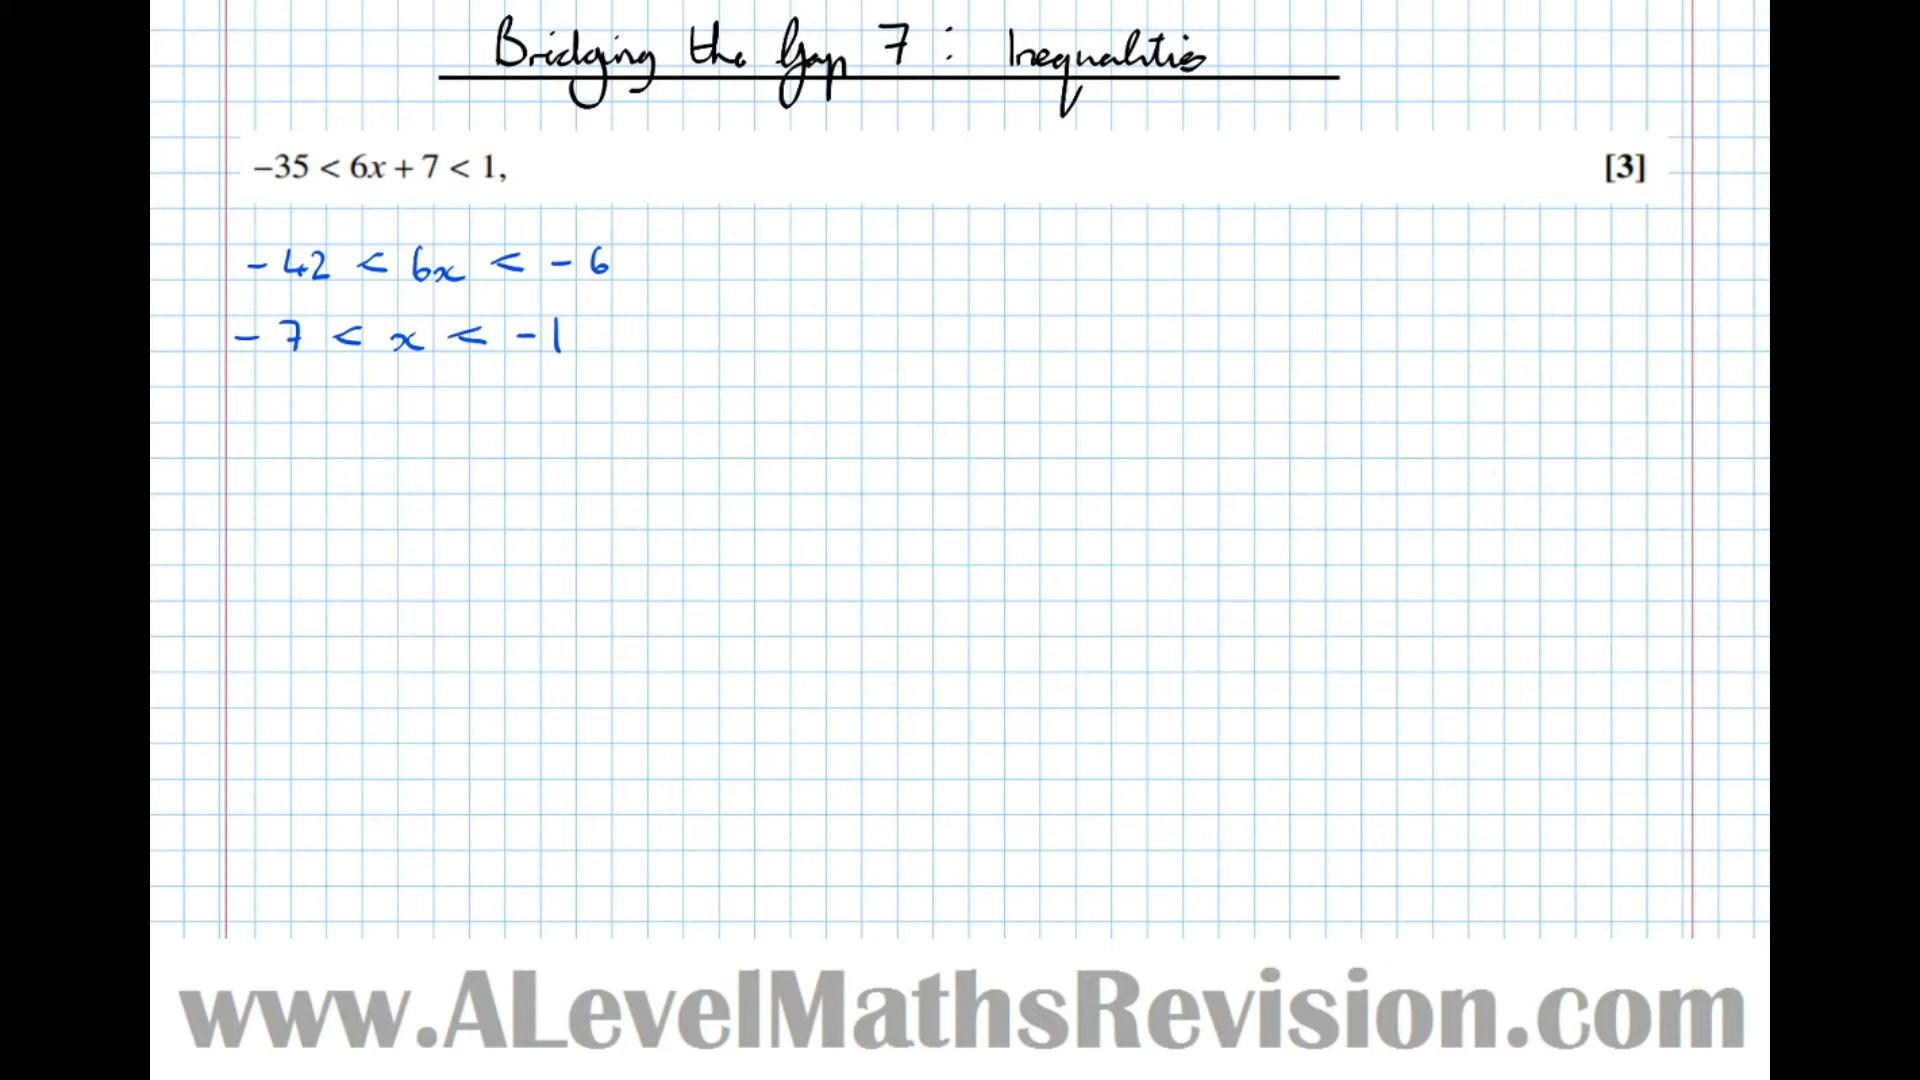 Bridging the Gap 7 : Inequalities
−35 < 6x + 7 < 1, [3]
- 42 < 6x < - 6
- 7 < x < - 1
www.ALevelMathsRevision.com